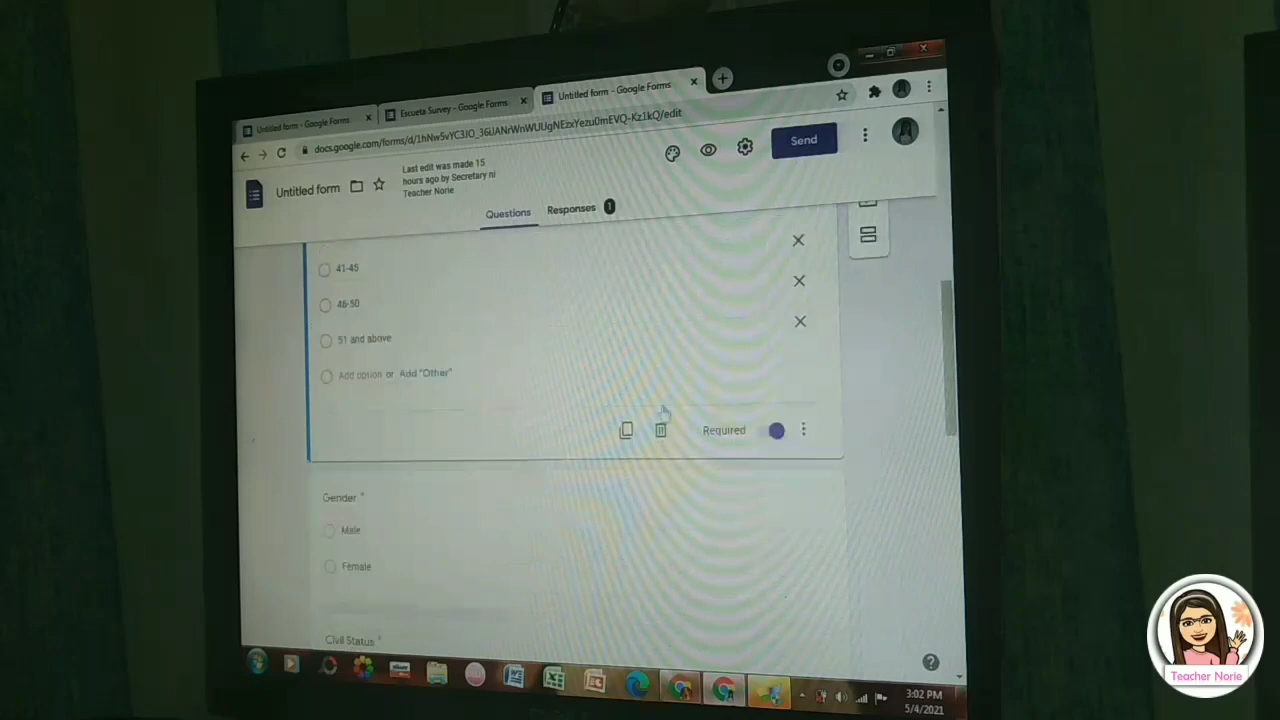 Untitled form - Google Forms
Escueta Survey - Google Forms
Untitled form - Google Forms
Untitled form
Last edit was made 15
hours ago by Secretary ni
Teacher Norie
Send
Questions
Responses 1
41-45
46-50
51 and above
Add option or Add "Other"
Required
Gender *
Male
Female
Civil Status *
3:02 PM
5/4/2021
Teacher Norie